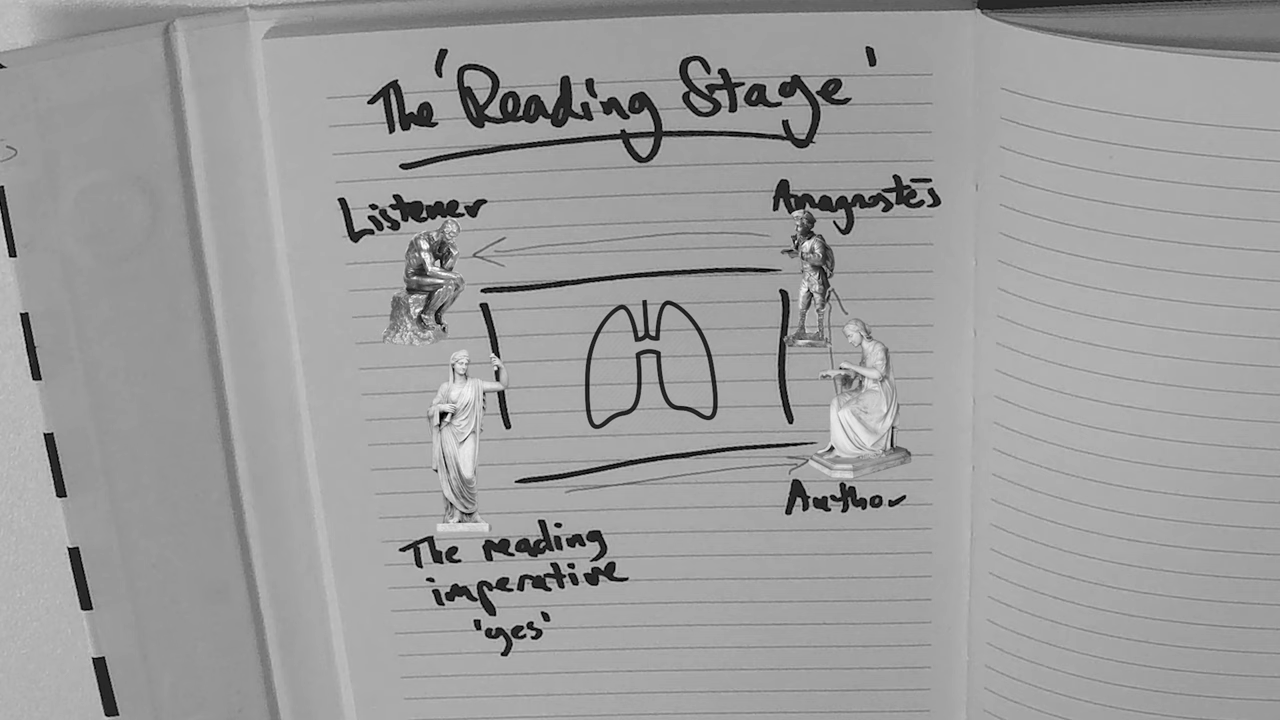 The 'Reading Stage'
Listener
Anagnostēs
Author
The reading
imperative
'yes'